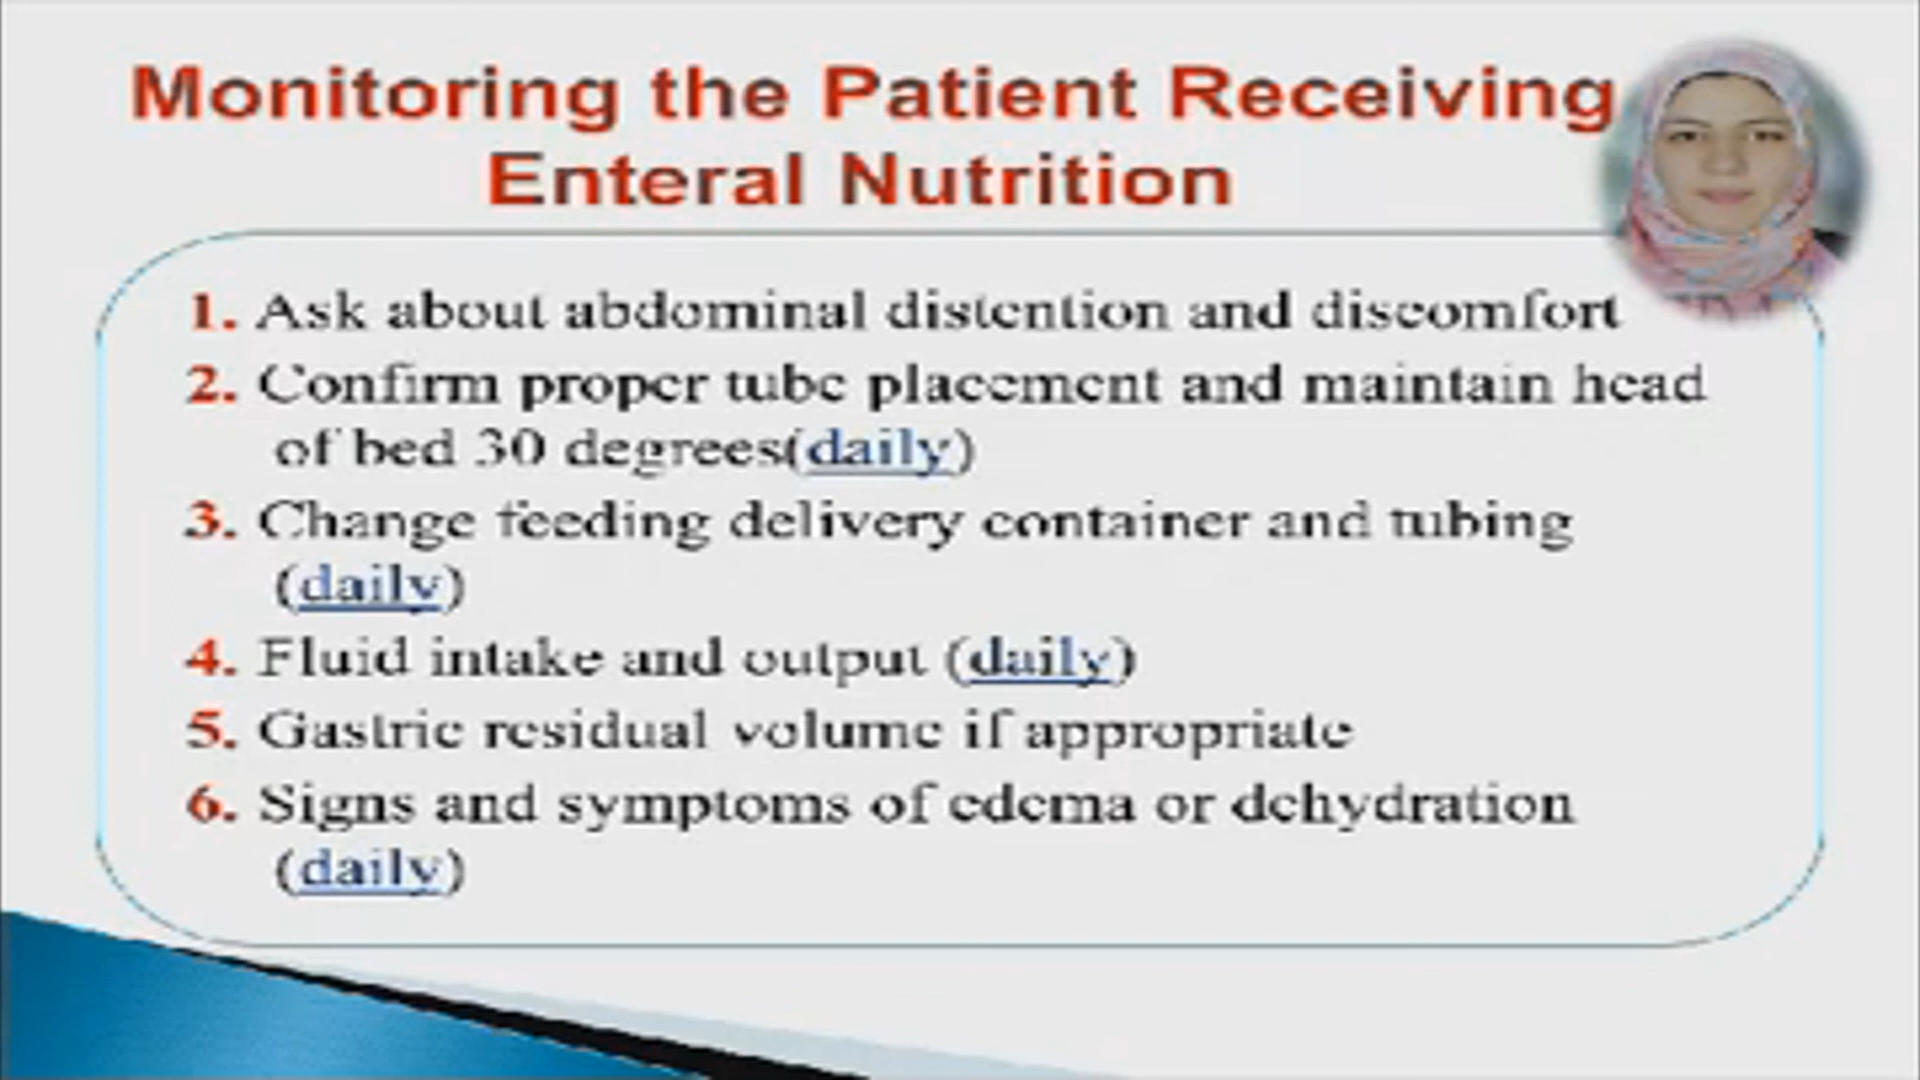 Monitoring the Patient Receiving
Enteral Nutrition
1. Ask about abdominal distention and discomfort
2. Confirm proper tube placement and maintain head
of bed 30 degrees(daily)
3. Change feeding delivery container and tubing
(daily)
4. Fluid intake and output (daily)
5. Gastric residual volume if appropriate
6. Signs and symptoms of edema or dehydration
(daily)